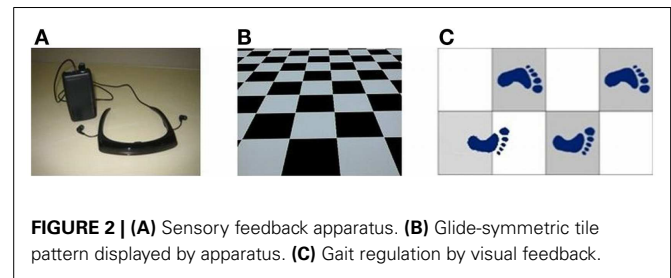 A B C
FIGURE 2 | (A) Sensory feedback apparatus. (B) Glide-symmetric tile
pattern displayed by apparatus. (C) Gait regulation by visual feedback.